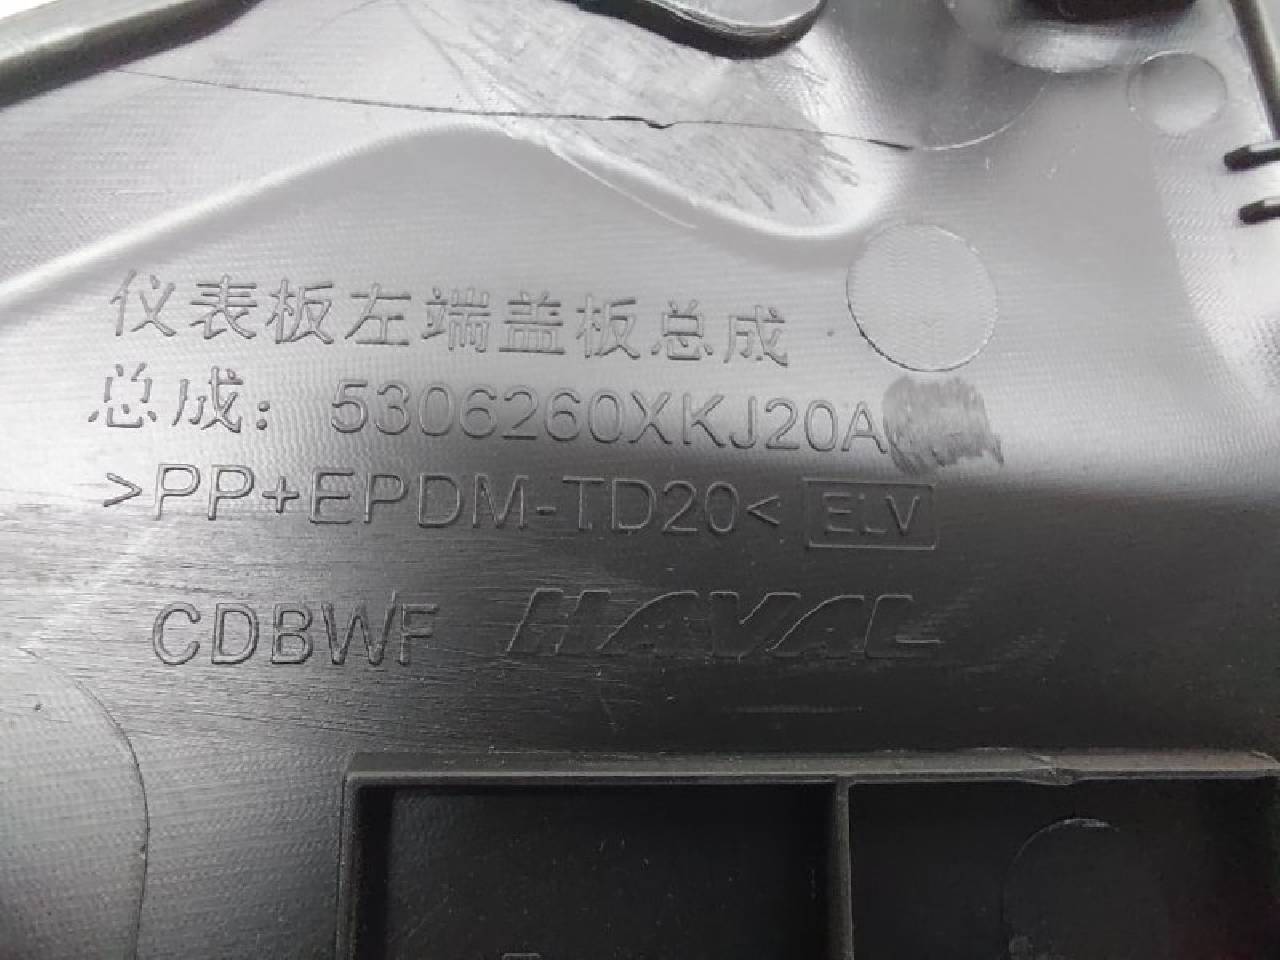 仪表板左端盖板总成
总成: 5306260XKJ20A
>PP+EPDM-TD20< ELV
CDBWF HAVAL